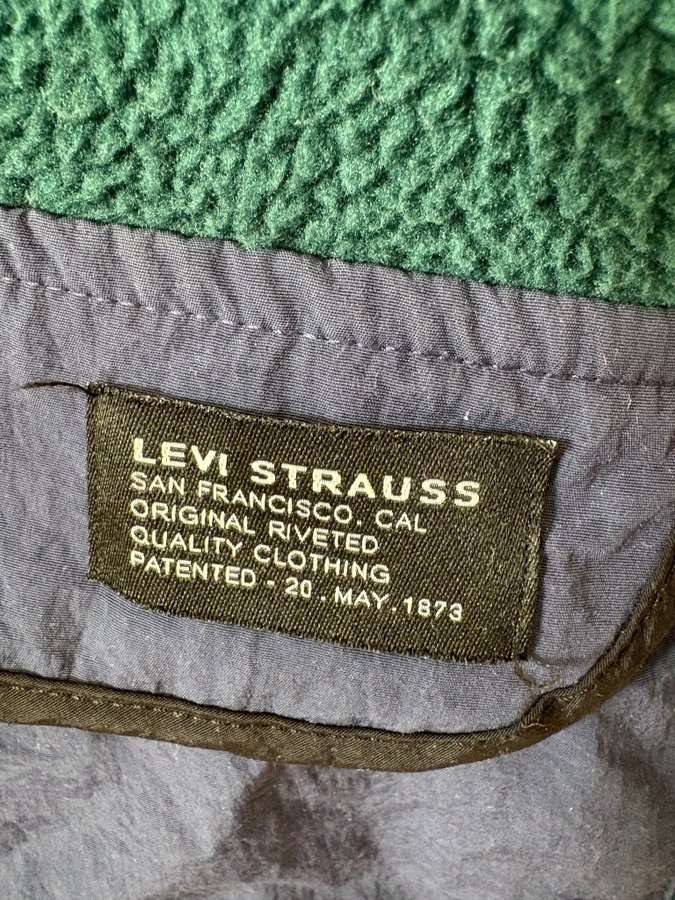 LEVI STRAUSS
SAN FRANCISCO, CAL
ORIGINAL RIVETED
QUALITY CLOTHING
PATENTED - 20 . MAY . 1873